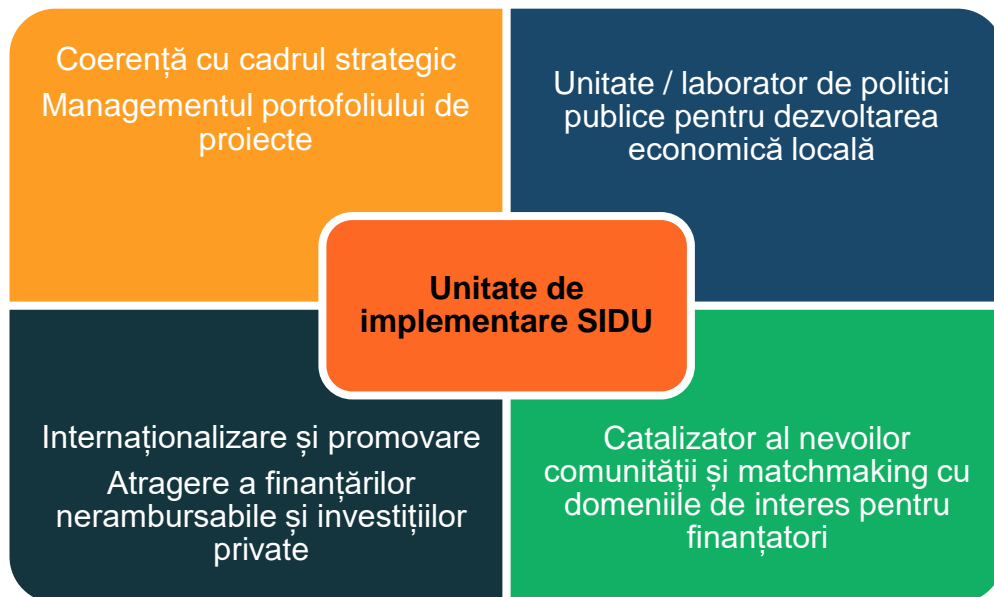 Coerență cu cadrul strategic
Managementul portofoliului de
proiecte
Unitate / laborator de politici
publice pentru dezvoltarea
economică locală
Unitate de
implementare SIDU
Internaționalizare și promovare
Atragere a finanțărilor
nerambursabile și investițiilor
private
Catalizator al nevoilor
comunității și matchmaking cu
domeniile de interes pentru
finanțatori